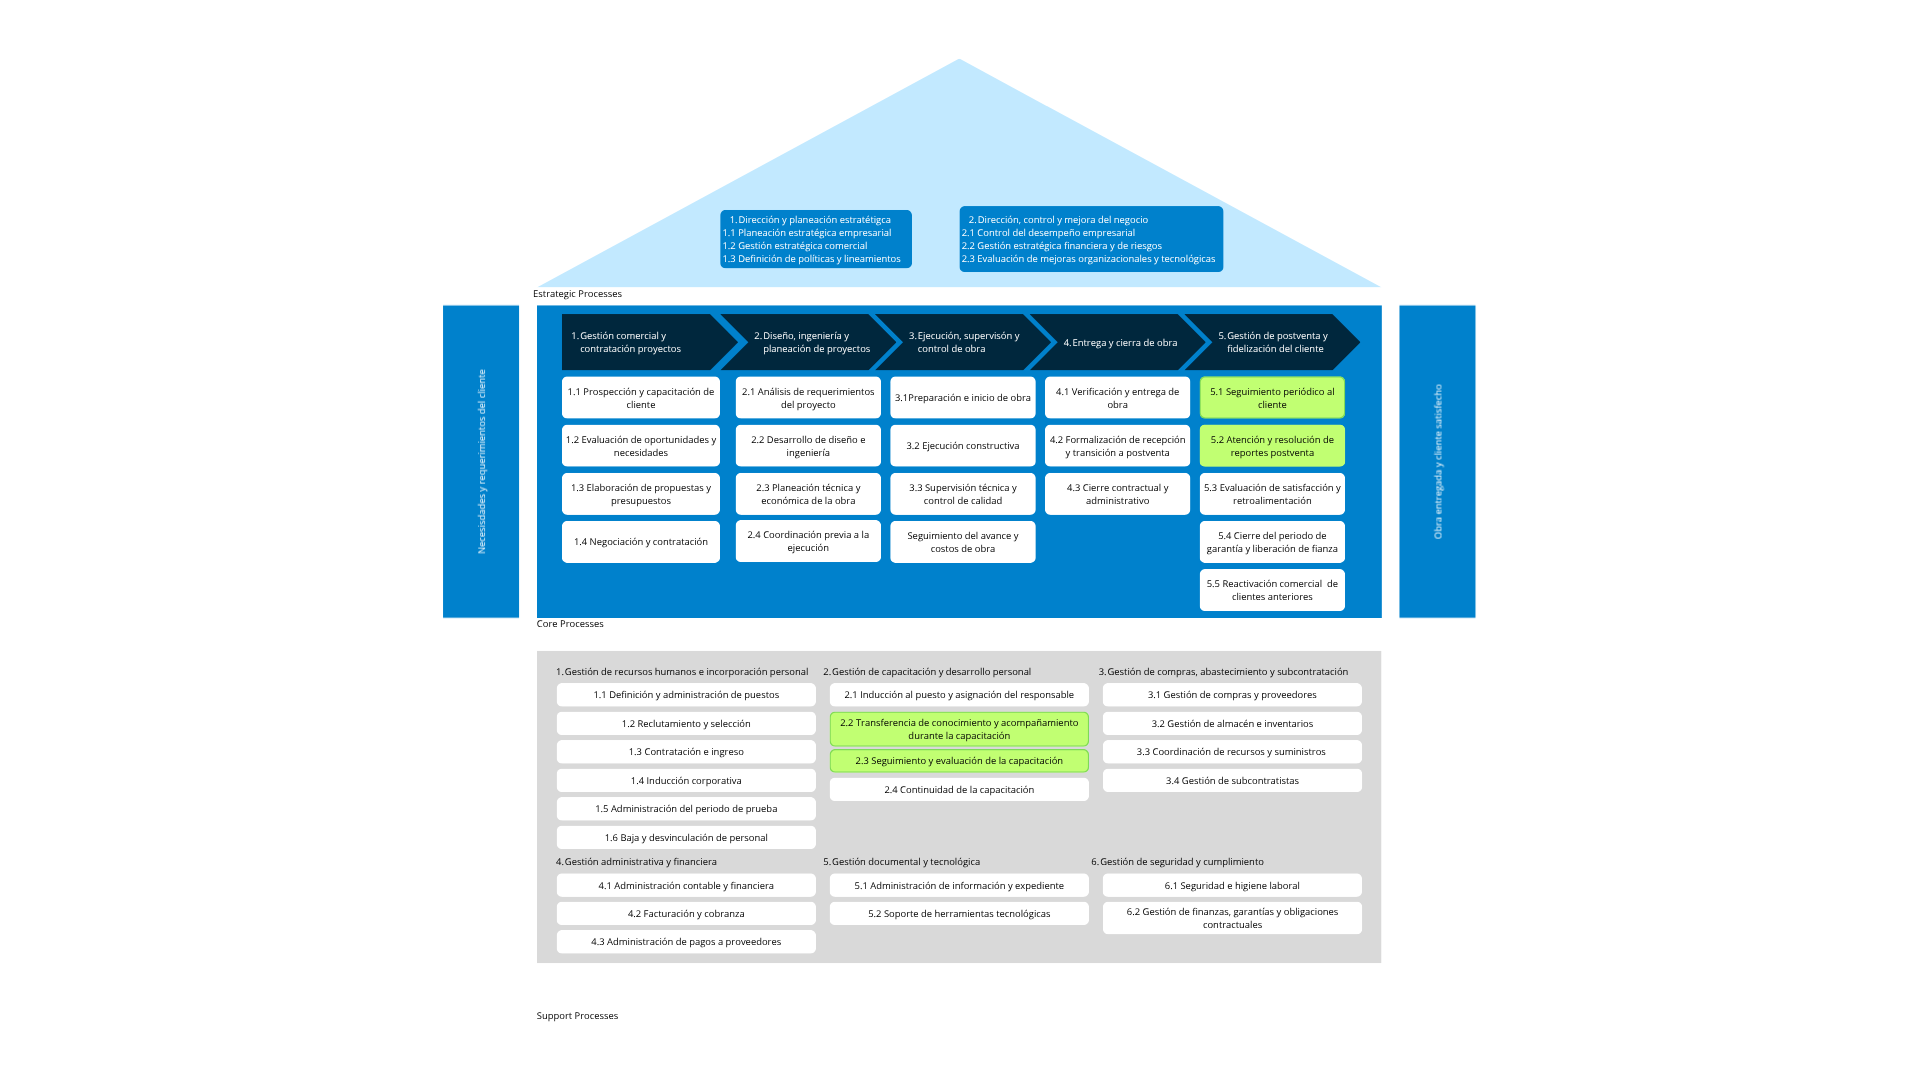 1.Dirección y planeación estratétigca
1.1 Planeación estratégica empresarial
1.2 Gestión estratégica comercial
1.3 Definición de políticas y lineamientos
2.Dirección, control y mejora del negocio
2.1 Control del desempeño empresarial
2.2 Gestión estratégica financiera y de riesgos
2.3 Evaluación de mejoras organizacionales y tecnológicas
Estrategic Processes
Necesisdades y requerimientos del cliente
1.Gestión comercial y
contratación proyectos
2.Diseño, ingeniería y
planeación de proyectos
3.Ejecución, supervisón y
control de obra
4.Entrega y cierra de obra
5.Gestión de postventa y
fidelización del cliente
1.1 Prospección y capacitación de
cliente
1.2 Evaluación de oportunidades y
necesidades
1.3 Elaboración de propuestas y
presupuestos
1.4 Negociación y contratación
2.1 Análisis de requerimientos
del proyecto
2.2 Desarrollo de diseño e
ingeniería
2.3 Planeación técnica y
económica de la obra
2.4 Coordinación previa a la
ejecución
3.1Preparación e inicio de obra
3.2 Ejecución constructiva
3.3 Supervisión técnica y
control de calidad
Seguimiento del avance y
costos de obra
4.1 Verificación y entrega de
obra
4.2 Formalización de recepción
y transición a postventa
4.3 Cierre contractual y
administrativo
5.1 Seguimiento periódico al
cliente
5.2 Atención y resolución de
reportes postventa
5.3 Evaluación de satisfacción y
retroalimentación
5.4 Cierre del periodo de
garantía y liberación de fianza
5.5 Reactivación comercial  de
clientes anteriores
Obra entregada y cliente satisfecho
Core Processes
1.Gestión de recursos humanos e incorporación personal
1.1 Definición y administración de puestos
1.2 Reclutamiento y selección
1.3 Contratación e ingreso
1.4 Inducción corporativa
1.5 Administración del periodo de prueba
1.6 Baja y desvinculación de personal
2.Gestión de capacitación y desarrollo personal
2.1 Inducción al puesto y asignación del responsable
2.2 Transferencia de conocimiento y acompañamiento
durante la capacitación
2.3 Seguimiento y evaluación de la capacitación
2.4 Continuidad de la capacitación
3.Gestión de compras, abastecimiento y subcontratación
3.1 Gestión de compras y proveedores
3.2 Gestión de almacén e inventarios
3.3 Coordinación de recursos y suministros
3.4 Gestión de subcontratistas
4.Gestión administrativa y financiera
4.1 Administración contable y financiera
4.2 Facturación y cobranza
4.3 Administración de pagos a proveedores
5.Gestión documental y tecnológica
5.1 Administración de información y expediente
5.2 Soporte de herramientas tecnológicas
6.Gestión de seguridad y cumplimiento
6.1 Seguridad e higiene laboral
6.2 Gestión de finanzas, garantías y obligaciones
contractuales
Support Processes